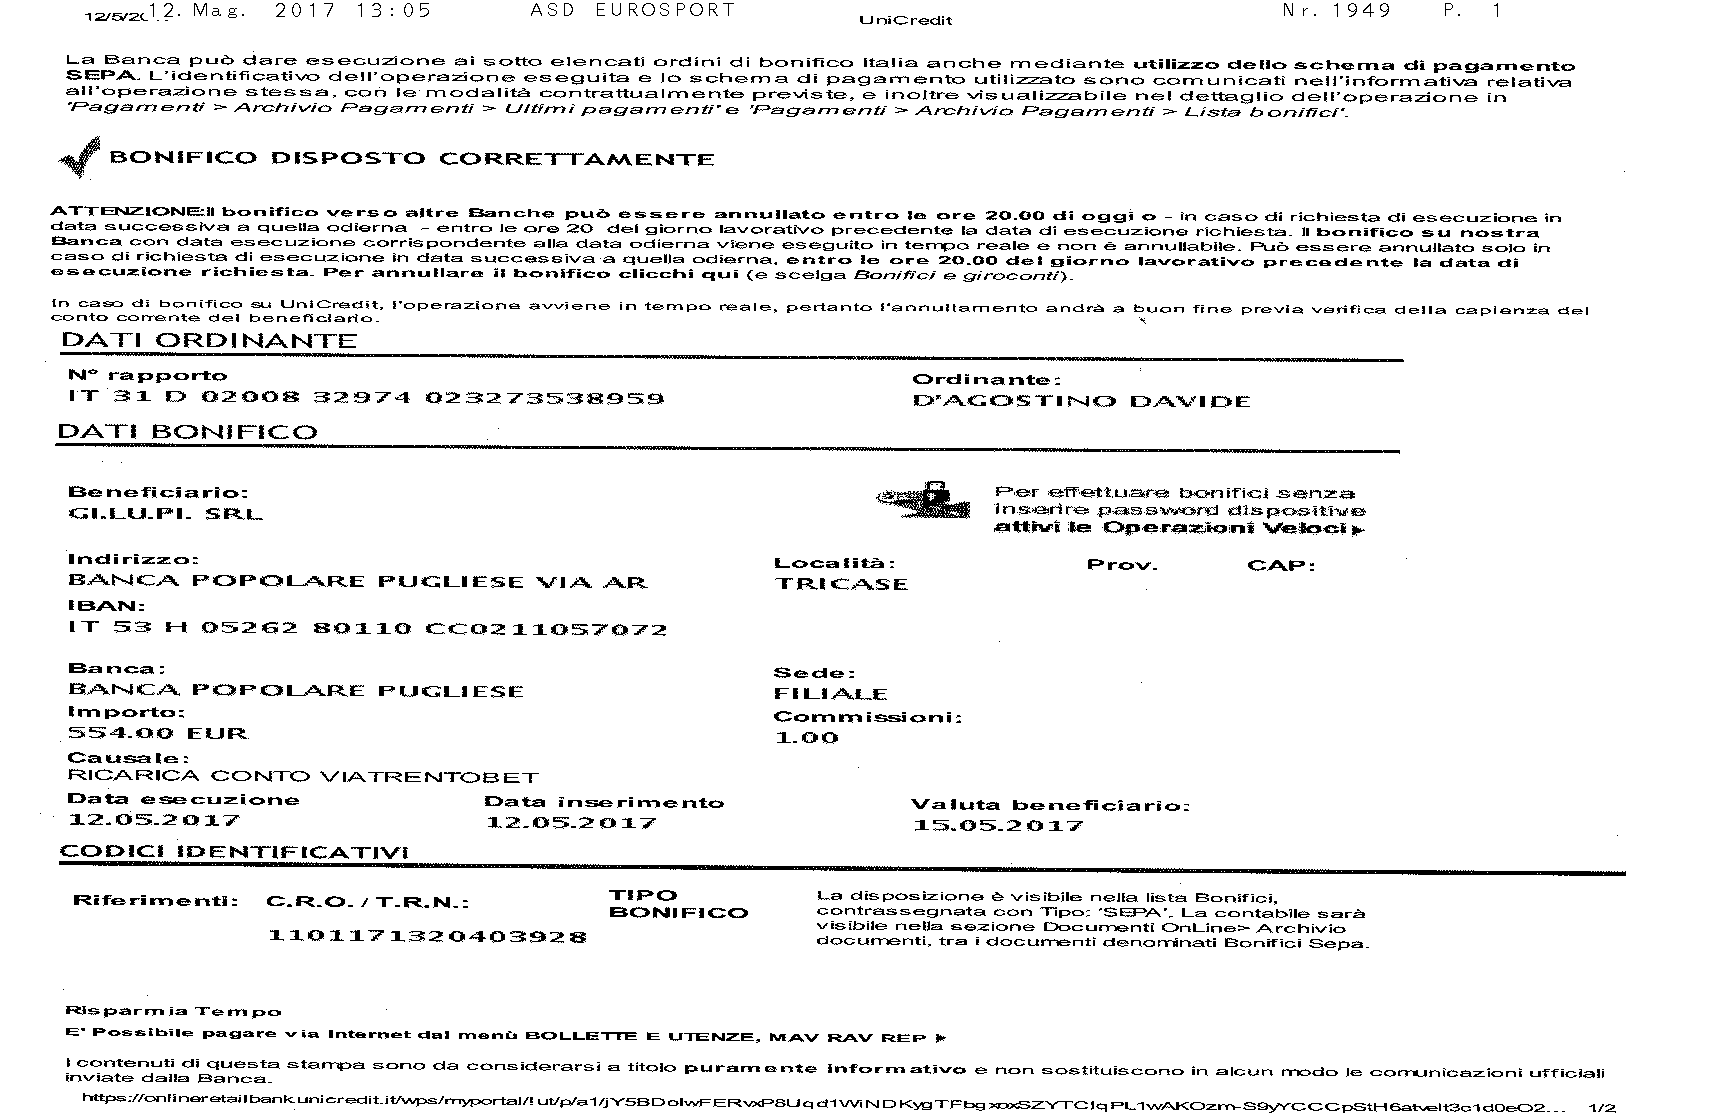 12/5/20 12. Mag. 2017 13:05 ASD EUROSPORT UniCredit Nr. 1949 P. 1
La Banca può dare esecuzione ai sotto elencati ordini di bonifico Italia anche mediante utilizzo dello schema di pagamento
SEPA. L'identificativo dell'operazione eseguita e lo schema di pagamento utilizzato sono comunicati nell'informativa relativa
all'operazione stessa, con le modalità contrattualmente previste, e inoltre visualizzabile nel dettaglio dell'operazione in
'Pagamenti > Archivio Pagamenti > Ultimi pagamenti' e 'Pagamenti > Archivio Pagamenti > Lista bonifici'.
BONIFICO DISPOSTO CORRETTAMENTE
ATTENZIONE:Il bonifico verso altre Banche può essere annullato entro le ore 20.00 di oggi o - in caso di richiesta di esecuzione in
data successiva a quella odierna - entro le ore 20 del giorno lavorativo precedente la data di esecuzione richiesta. Il bonifico su nostra
Banca con data esecuzione corrispondente alla data odierna viene eseguito in tempo reale e non è annullabile. Può essere annullato solo in
caso di richiesta di esecuzione in data successiva a quella odierna, entro le ore 20.00 del giorno lavorativo precedente la data di
esecuzione richiesta. Per annullare il bonifico clicchi qui (e scelga Bonifici e giroconti).
In caso di bonifico su UniCredit, l'operazione avviene in tempo reale, pertanto l'annullamento andrà a buon fine previa verifica della capienza del
conto corrente del beneficiario.
DATI ORDINANTE
N° rapporto Ordinante:
IT 31 D 02008 32974 023273538959 D'AGOSTINO DAVIDE
DATI BONIFICO
Beneficiario:
GI.LU.PI. SRL
Per effettuare bonifici senza
inserire password dispositive
attivi le Operazioni Veloci
Indirizzo: Località: Prov. CAP:
BANCA POPOLARE PUGLIESE VIA AR TRICASE
IBAN:
IT 53 H 05262 80110 CC0211057072
Banca: Sede:
BANCA POPOLARE PUGLIESE FILIALE
Importo: Commissioni:
554.00 EUR 1.00
Causale:
RICARICA CONTO VIATRENTOBET
Data esecuzione Data inserimento Valuta beneficiario:
12.05.2017 12.05.2017 15.05.2017
CODICI IDENTIFICATIVI
Riferimenti: C.R.O. / T.R.N.:
1101171320403928
TIPO
BONIFICO
La disposizione è visibile nella lista Bonifici,
contrassegnata con Tipo: 'SEPA'. La contabile sarà
visibile nella sezione Documenti OnLine> Archivio
documenti, tra i documenti denominati Bonifici Sepa.
Risparmia Tempo
E' Possibile pagare via Internet dal menù BOLLETTE E UTENZE, MAV RAV REP
I contenuti di questa stampa sono da considerarsi a titolo puramente informativo e non sostituiscono in alcun modo le comunicazioni ufficiali
inviate dalla Banca.
1/2